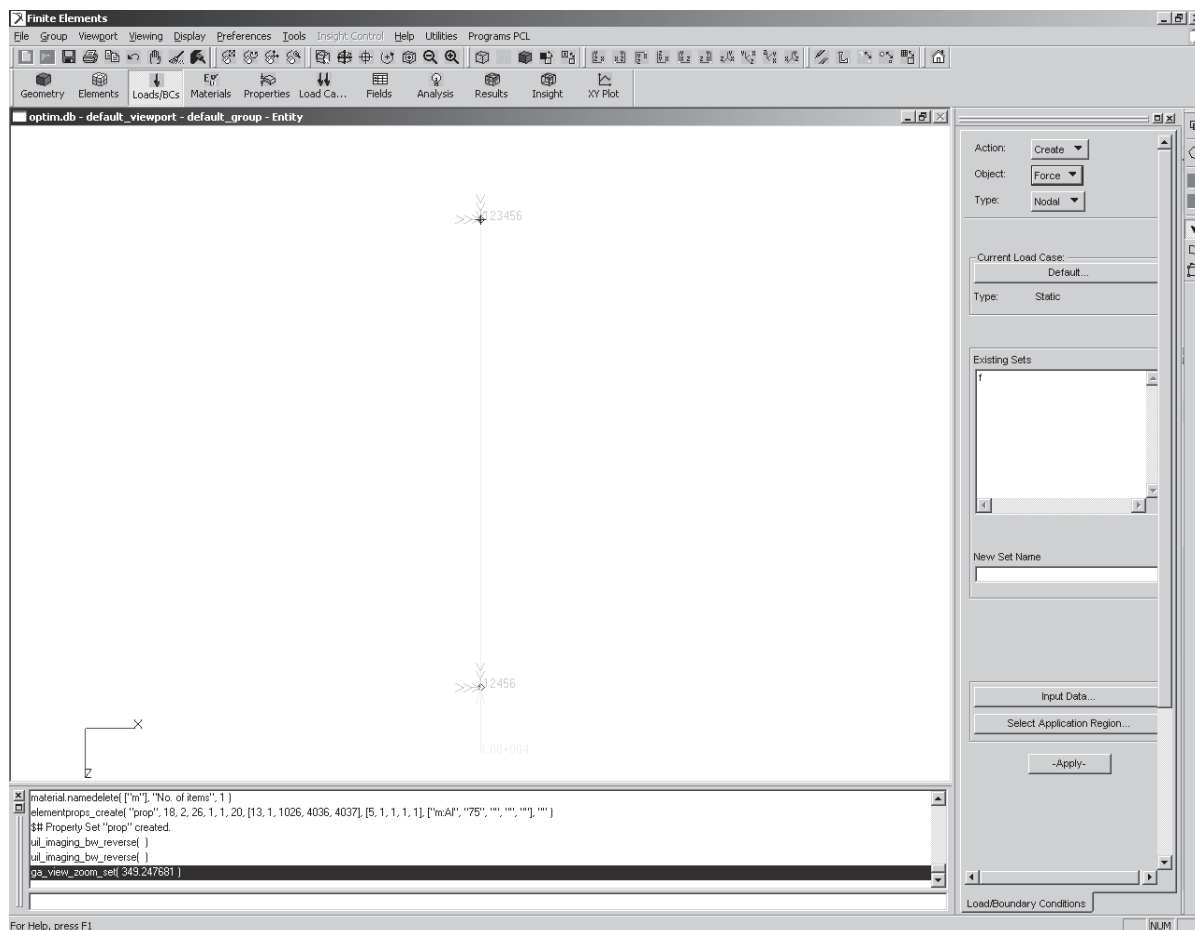 Finite Elements
File Group Viewport Viewing Display Preferences Tools Insight Control Help Utilities Programs PCL
Geometry Elements Loads/BCs Materials Properties Load Ca... Fields Analysis Results Insight XY Plot
optim.db - default_viewport - default_group - Entity
Action: Create
Object: Force
Type: Nodal
Current Load Case:
Default...
Type: Static
Existing Sets
f
New Set Name
Input Data...
Select Application Region...
-Apply-
Load/Boundary Conditions
123456
12456
1.00+004
X
Z
material.namedelete( ["m"], "No. of items", 1 )
elementprops_create( "prop", 18, 2, 26, 1, 1, 20, [13, 1, 1026, 4036, 4037], [5, 1, 1, 1, 1], ["m:Al", "75", "", "", ""], "" )
$# Property Set "prop" created.
uil_imaging_bw_reverse( )
uil_imaging_bw_reverse( )
ga_view_zoom_set( 349.247681 )
For Help, press F1
NUM